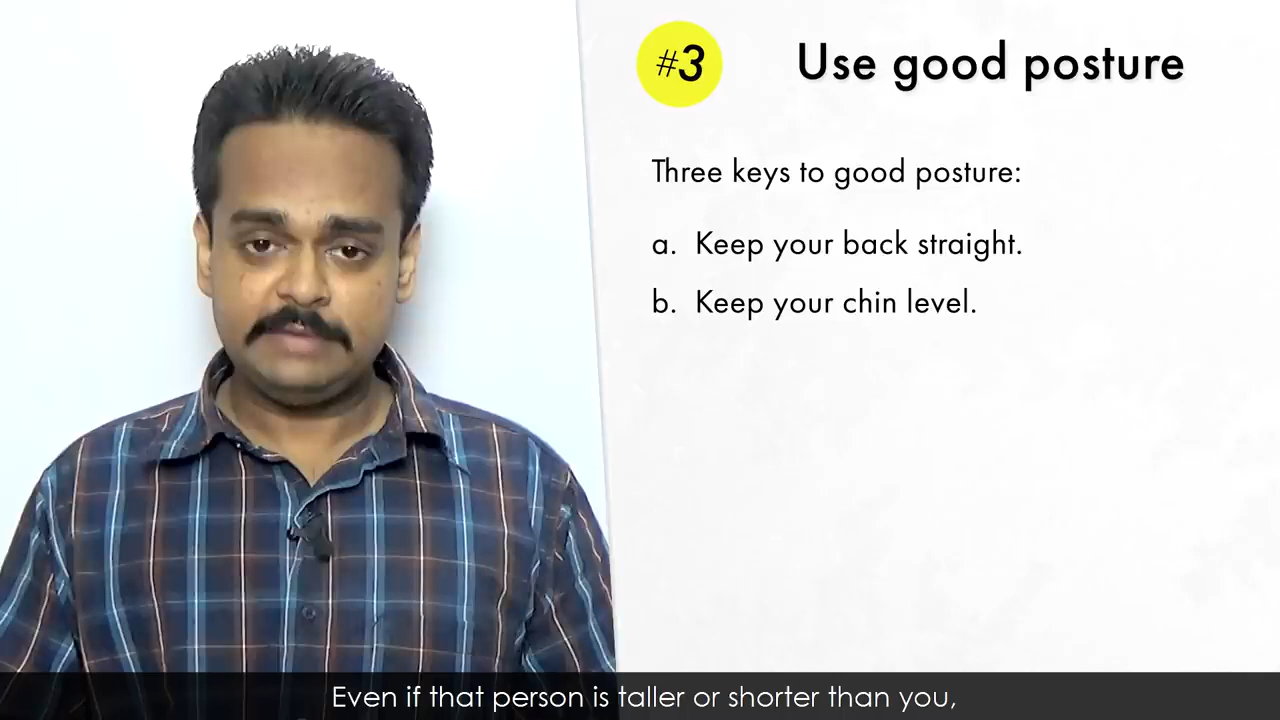 #3 Use good posture
Three keys to good posture:
a. Keep your back straight.
b. Keep your chin level.
Even if that person is taller or shorter than you,